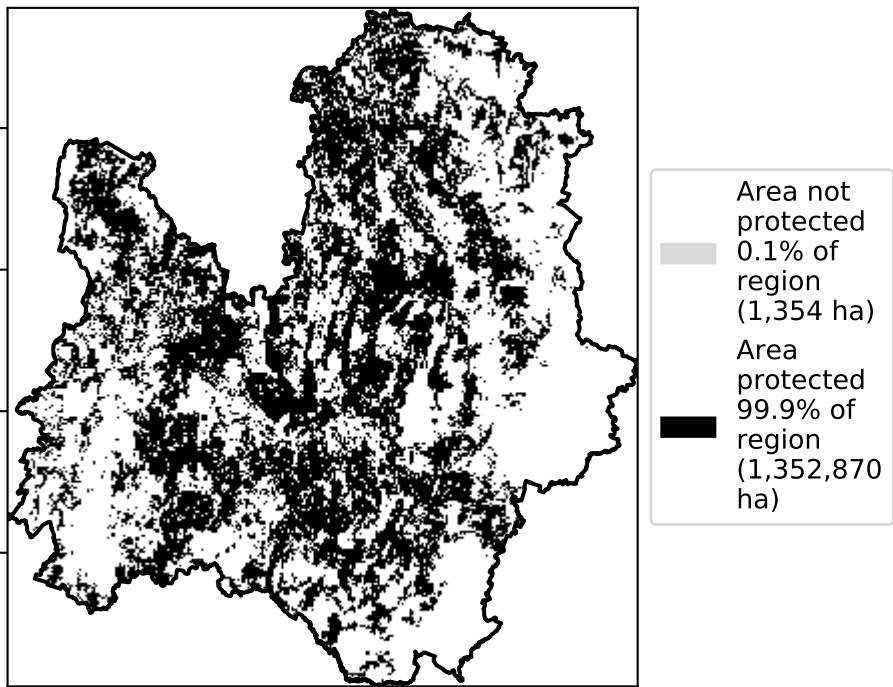 Area not
protected
0.1% of
region
(1,354 ha)
Area
protected
99.9% of
region
(1,352,870
ha)